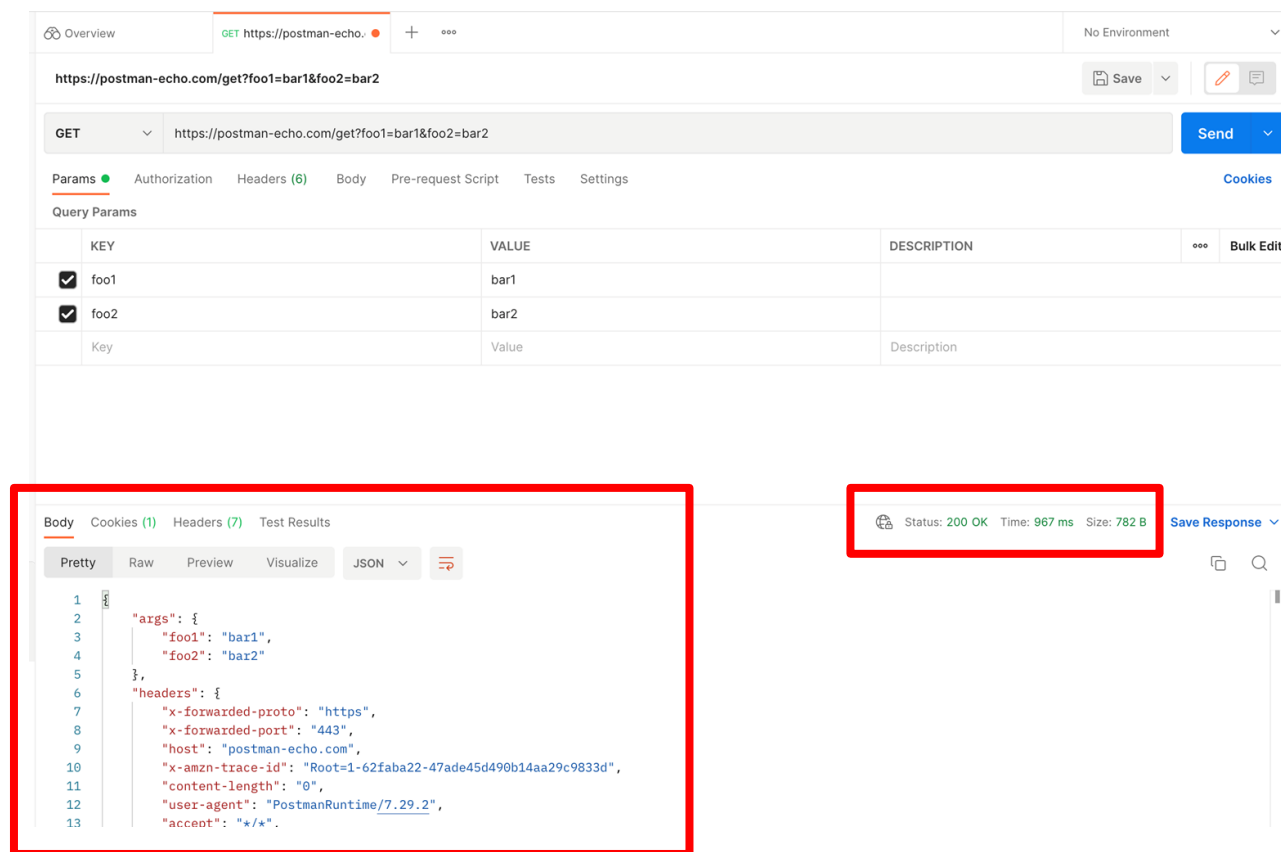 Overview
GET https://postman-echo.
No Environment
https://postman-echo.com/get?foo1=bar1&foo2=bar2
Save
GET https://postman-echo.com/get?foo1=bar1&foo2=bar2 Send
Params Authorization Headers (6) Body Pre-request Script Tests Settings Cookies
Query Params
KEY VALUE DESCRIPTION Bulk Edit
foo1 bar1
foo2 bar2
Key Value Description
Body Cookies (1) Headers (7) Test Results Status: 200 OK Time: 967 ms Size: 782 B Save Response
Pretty Raw Preview Visualize JSON
1 {
2 "args": {
3 "foo1": "bar1",
4 "foo2": "bar2"
5 },
6 "headers": {
7 "x-forwarded-proto": "https",
8 "x-forwarded-port": "443",
9 "host": "postman-echo.com",
10 "x-amzn-trace-id": "Root=1-62faba22-47ade45d490b14aa29c9833d",
11 "content-length": "0",
12 "user-agent": "PostmanRuntime/7.29.2",
13 "accept": "*/*",